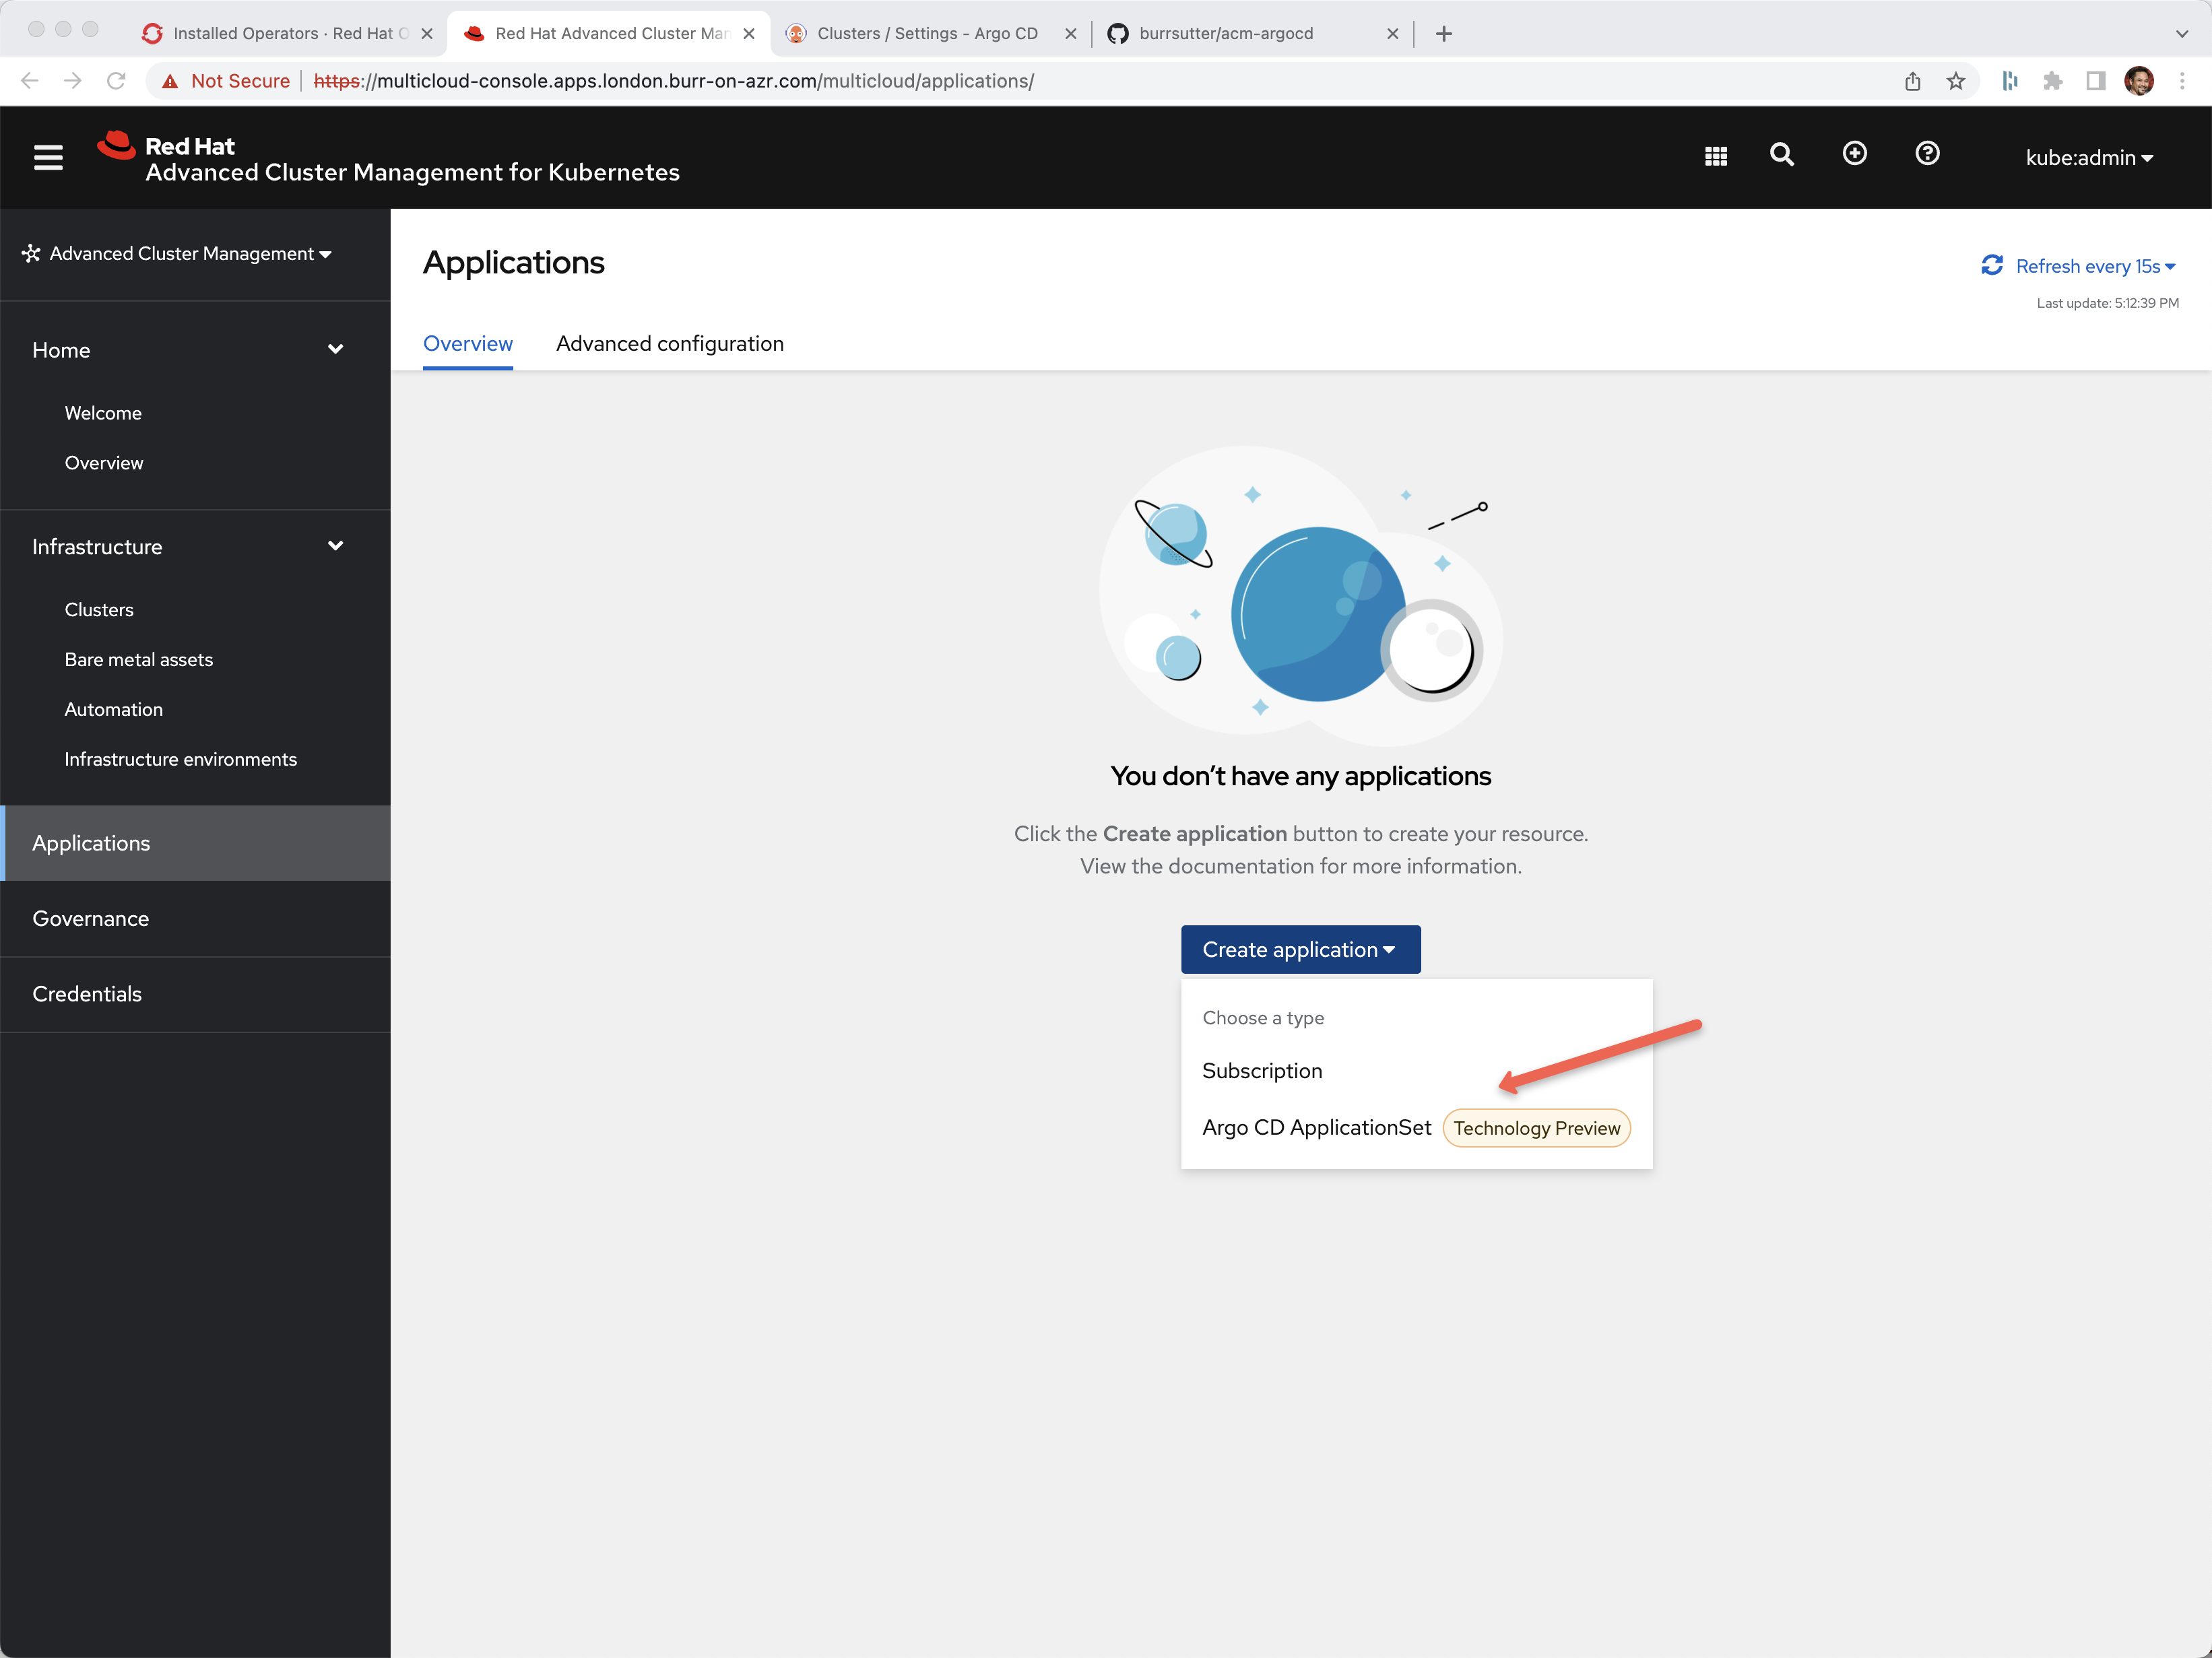 Installed Operators · Red Hat O
Red Hat Advanced Cluster Man
Clusters / Settings - Argo CD
burrsutter/acm-argocd
Not Secure
https://multicloud-console.apps.london.burr-on-azr.com/multicloud/applications/
Red Hat
Advanced Cluster Management for Kubernetes
kube:admin
Advanced Cluster Management
Home
Welcome
Overview
Infrastructure
Clusters
Bare metal assets
Automation
Infrastructure environments
Applications
Governance
Credentials
Applications
Refresh every 15s
Last update: 5:12:39 PM
Overview
Advanced configuration
You don’t have any applications
Click the Create application button to create your resource.
View the documentation for more information.
Create application
Choose a type
Subscription
Argo CD ApplicationSet Technology Preview